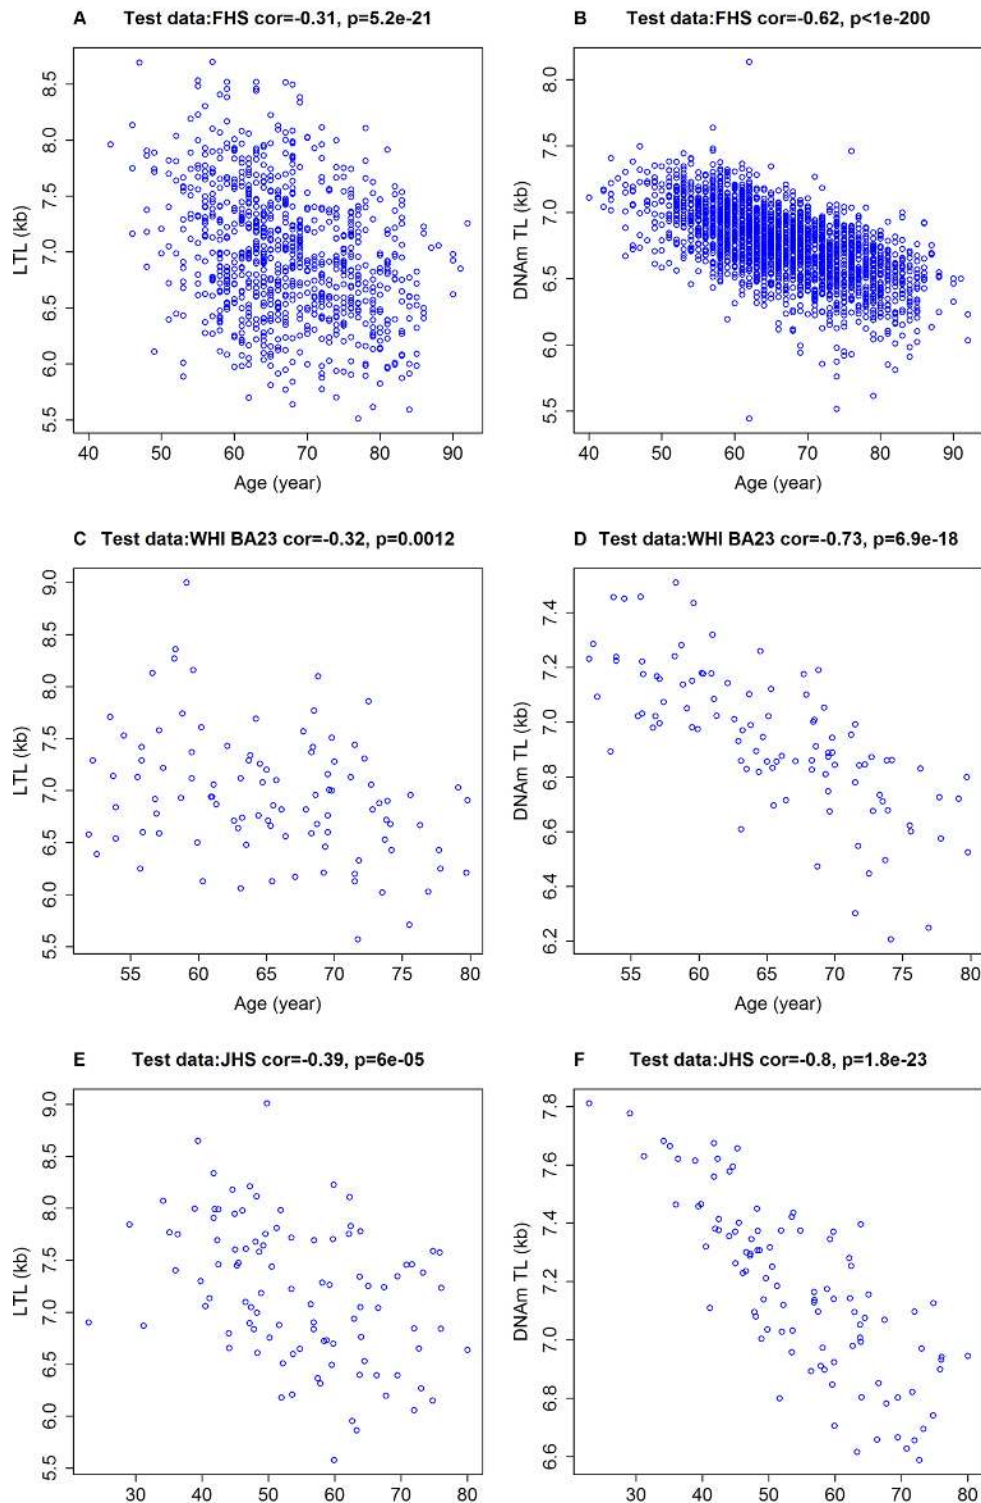 A Test data:FHS cor=-0.31, p=5.2e-21
LTL (kb)
8.5
8.0
7.5
7.0
6.5
6.0
5.5
40 50 60 70 80 90
Age (year)
B Test data:FHS cor=-0.62, p<1e-200
DNAm TL (kb)
8.0
7.5
7.0
6.5
6.0
5.5
40 50 60 70 80 90
Age (year)
C Test data:WHI BA23 cor=-0.32, p=0.0012
LTL (kb)
9.0
8.5
8.0
7.5
7.0
6.5
6.0
5.5
55 60 65 70 75 80
Age (year)
D Test data:WHI BA23 cor=-0.73, p=6.9e-18
DNAm TL (kb)
7.4
7.2
7.0
6.8
6.6
6.4
6.2
55 60 65 70 75 80
Age (year)
E Test data:JHS cor=-0.39, p=6e-05
LTL (kb)
9.0
8.5
8.0
7.5
7.0
6.5
6.0
5.5
30 40 50 60 70 80
F Test data:JHS cor=-0.8, p=1.8e-23
DNAm TL (kb)
7.8
7.6
7.4
7.2
7.0
6.8
6.6
30 40 50 60 70 80